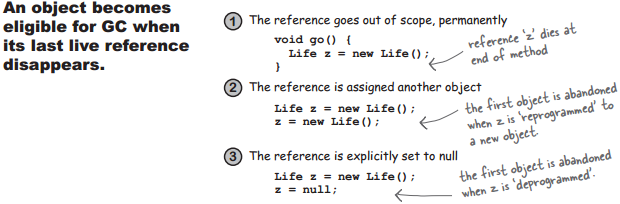 An object becomes
eligible for GC when
its last live reference
disappears.
1 The reference goes out of scope, permanently
void go() {
Life z = new Life();
}
reference 'z' dies at
end of method
2 The reference is assigned another object
Life z = new Life();
z = new Life();
the first object is abandoned
when z is 'reprogrammed' to
a new object.
3 The reference is explicitly set to null
Life z = new Life();
z = null;
the first object is abandoned
when z is 'deprogrammed'.